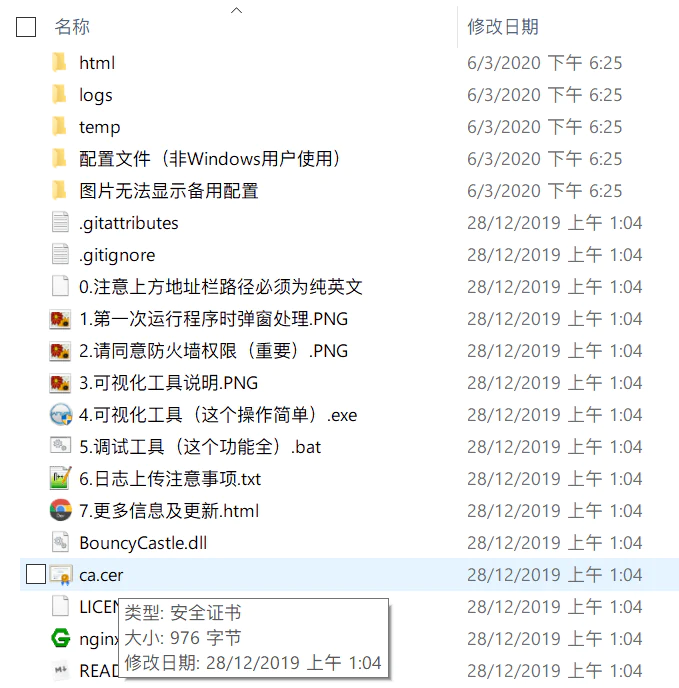 名称 修改日期
html 6/3/2020 下午 6:25
logs 6/3/2020 下午 6:25
temp 6/3/2020 下午 6:25
配置文件（非Windows用户使用） 6/3/2020 下午 6:25
图片无法显示备用配置 6/3/2020 下午 6:25
.gitattributes 28/12/2019 上午 1:04
.gitignore 28/12/2019 上午 1:04
0.注意上方地址栏路径必须为纯英文 28/12/2019 上午 1:04
1.第一次运行程序时弹窗处理.PNG 28/12/2019 上午 1:04
2.请同意防火墙权限（重要）.PNG 28/12/2019 上午 1:04
3.可视化工具说明.PNG 28/12/2019 上午 1:04
4.可视化工具（这个操作简单）.exe 28/12/2019 上午 1:04
5.调试工具（这个功能全）.bat 28/12/2019 上午 1:04
6.日志上传注意事项.txt 28/12/2019 上午 1:04
7.更多信息及更新.html 28/12/2019 上午 1:04
BouncyCastle.dll 28/12/2019 上午 1:04
ca.cer 28/12/2019 上午 1:04
LICEN 28/12/2019 上午 1:04
类型: 安全证书
大小: 976 字节
nginx 28/12/2019 上午 1:04
修改日期: 28/12/2019 上午 1:04
READ 28/12/2019 上午 1:04